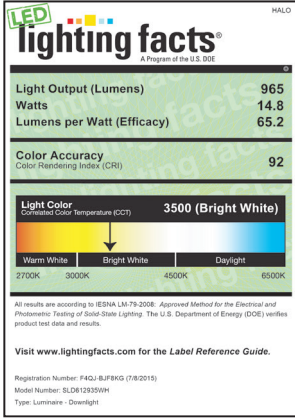 HALO
LED
lighting facts®
A Program of the U.S. DOE
Light Output (Lumens) 965
Watts 14.8
Lumens per Watt (Efficacy) 65.2
Color Accuracy
Color Rendering Index (CRI) 92
Light Color
Correlated Color Temperature (CCT) 3500 (Bright White)
Warm White Bright White Daylight
2700K 3000K 4500K 6500K
All results are according to IESNA LM-79-2008: Approved Method for the Electrical and
Photometric Testing of Solid-State Lighting. The U.S. Department of Energy (DOE) verifies
product test data and results.
Visit www.lightingfacts.com for the Label Reference Guide.
Registration Number: F4QJ-BJF8KG (7/8/2015)
Model Number: SLD612935WH
Type: Luminaire - Downlight